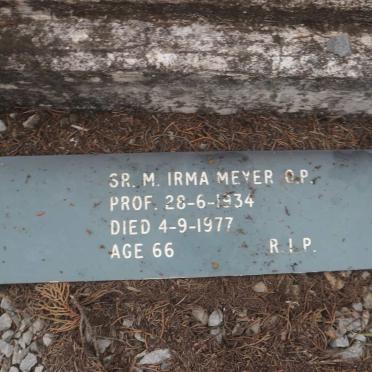 SR. M. IRMA MEYER O.P.
PROF. 28-6-1934
DIED 4-9-1977
AGE 66 R.I.P.